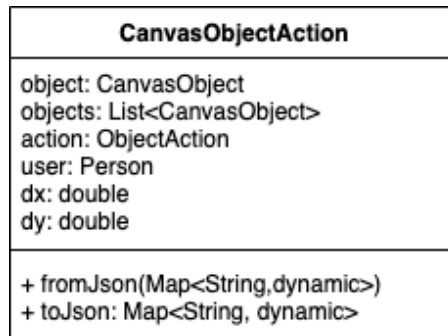 CanvasObjectAction
object: CanvasObject
objects: List<CanvasObject>
action: ObjectAction
user: Person
dx: double
dy: double
+ fromJson(Map<String,dynamic>)
+ toJson: Map<String, dynamic>